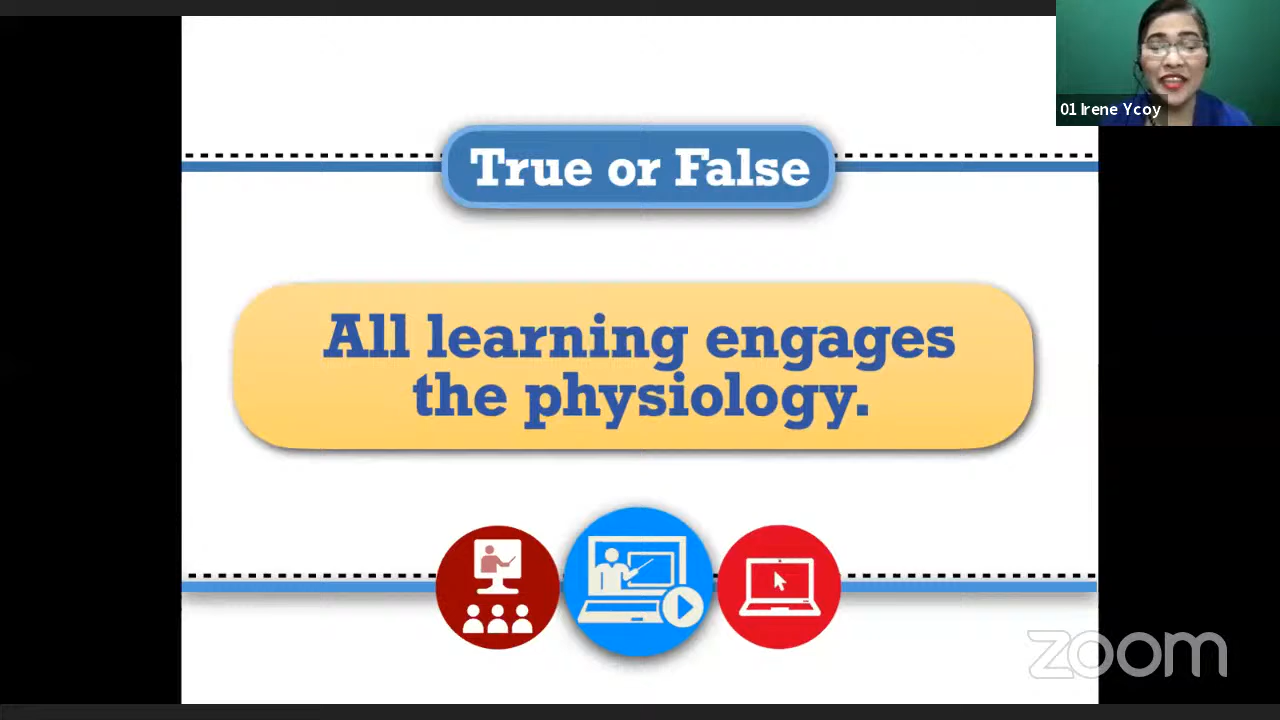 01 Irene Ycoy
True or False
All learning engages
the physiology.
zoom